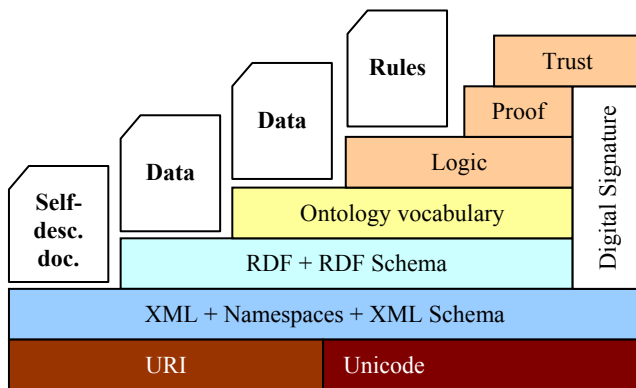 Rules
Trust
Data
Proof
Data
Logic
Self-
desc.
doc.
Ontology vocabulary
Digital Signature
RDF + RDF Schema
XML + Namespaces + XML Schema
URI
Unicode